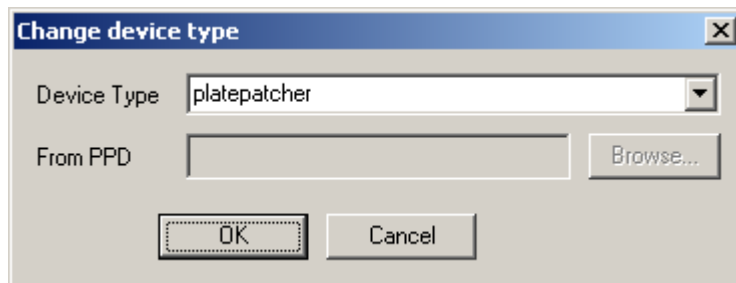 Change device type
Device Type platepatcher
From PPD Browse...
OK Cancel